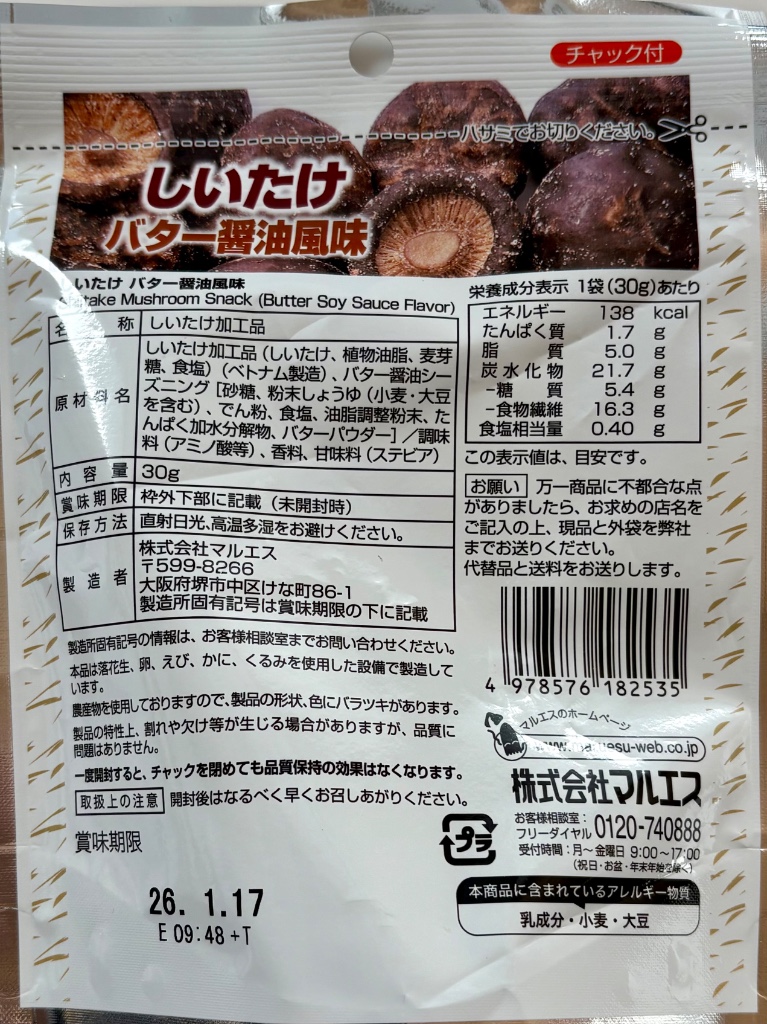 チャック付
ハサミでお切りください。
しいたけ
バター醤油風味
いたけ バター醤油風味
Mushroom Snack (Butter Soy Sauce Flavor)
名称 しいたけ加工品
原材料名 しいたけ加工品(しいたけ、植物油脂、麦芽
糖、食塩)(ベトナム製造)、バター醤油シー
ズニング[砂糖、粉末しょうゆ(小麦・大豆
を含む)、でん粉、食塩、油脂調整粉末、た
んぱく加水分解物、バターパウダー]/調味
料(アミノ酸等)、香料、甘味料(ステビア)
内容量 30g
賞味期限 枠外下部に記載(未開封時)
保存方法 直射日光、高温多湿をお避けください。
製造者 株式会社マルエス
〒599-8266
大阪府堺市中区けな町86-1
製造所固有記号は賞味期限の下に記載
製造所固有記号の情報は、お客様相談室までお問い合わせください。
本品は落花生、卵、えび、かに、くるみを使用した設備で製造して
います。
農産物を使用しておりますので、製品の形状、色にバラツキがあります。
製品の特性上、割れや欠け等が生じる場合がありますが、品質に
問題はありません。
一度開封すると、チャックを閉めても品質保持の効果はなくなります。
取扱上の注意 開封後はなるべく早くお召しあがりください。
賞味期限
26. 1.17
E 09:48 +T
栄養成分表示 1袋(30g)あたり
エネルギー 138 kcal
たんぱく質 1.7 g
脂質 5.0 g
炭水化物 21.7 g
-糖質 5.4 g
-食物繊維 16.3 g
食塩相当量 0.40 g
この表示値は、目安です。
お願い 万一商品に不都合な点
がありましたら、お求めの店名を
ご記入の上、現品と外袋を弊社
までお送りください。
代替品と送料をお送りします。
4 978576 182535
マルエスのホームページ
www.maruesu-web.co.jp
株式会社マルエス
お客様相談室:
フリーダイヤル 0120-740888
受付時間:月〜金曜日 9:00〜17:00
(祝日・お盆・年末年始を除く)
プラ
本商品に含まれているアレルギー物質
乳成分・小麦・大豆